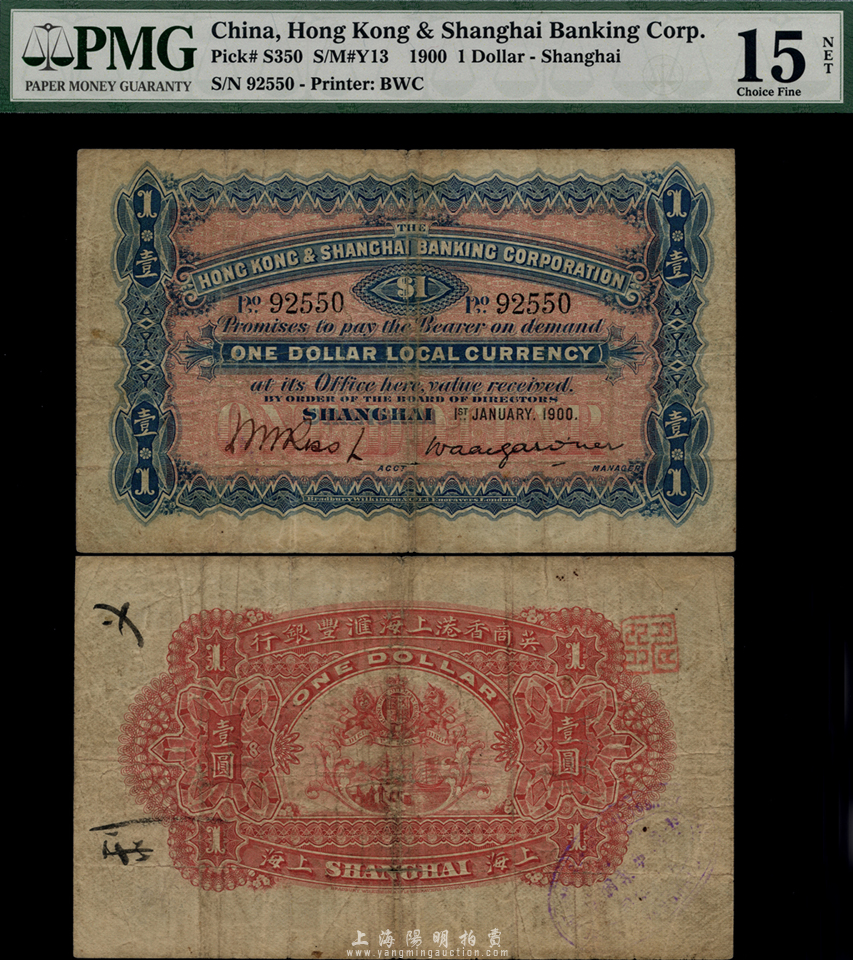 PMG
PAPER MONEY GUARANTY
China, Hong Kong & Shanghai Banking Corp.
Pick# S350 S/M#Y13 1900 1 Dollar - Shanghai
S/N 92550 - Printer: BWC
15
NET
Choice Fine
1 1
壹 壹
THE
HONG KONG & SHANGHAI BANKING CORPORATION
$1
No. 92550 No. 92550
Promises to pay the Bearer on demand
ONE DOLLAR LOCAL CURRENCY
at its Office here, value received.
BY ORDER OF THE BOARD OF DIRECTORS
SHANGHAI 1ST JANUARY, 1900.
ACCT MANAGER
壹 壹
1 1
Bradbury Wilkinson & Co Ld Engravers London
行銀豐滙海上港香商英
1 1
ONE DOLLAR
壹圓 壹圓
1 1
海上 SHANGHAI 海上
上海陽明拍賣
www.yangmingauction.com